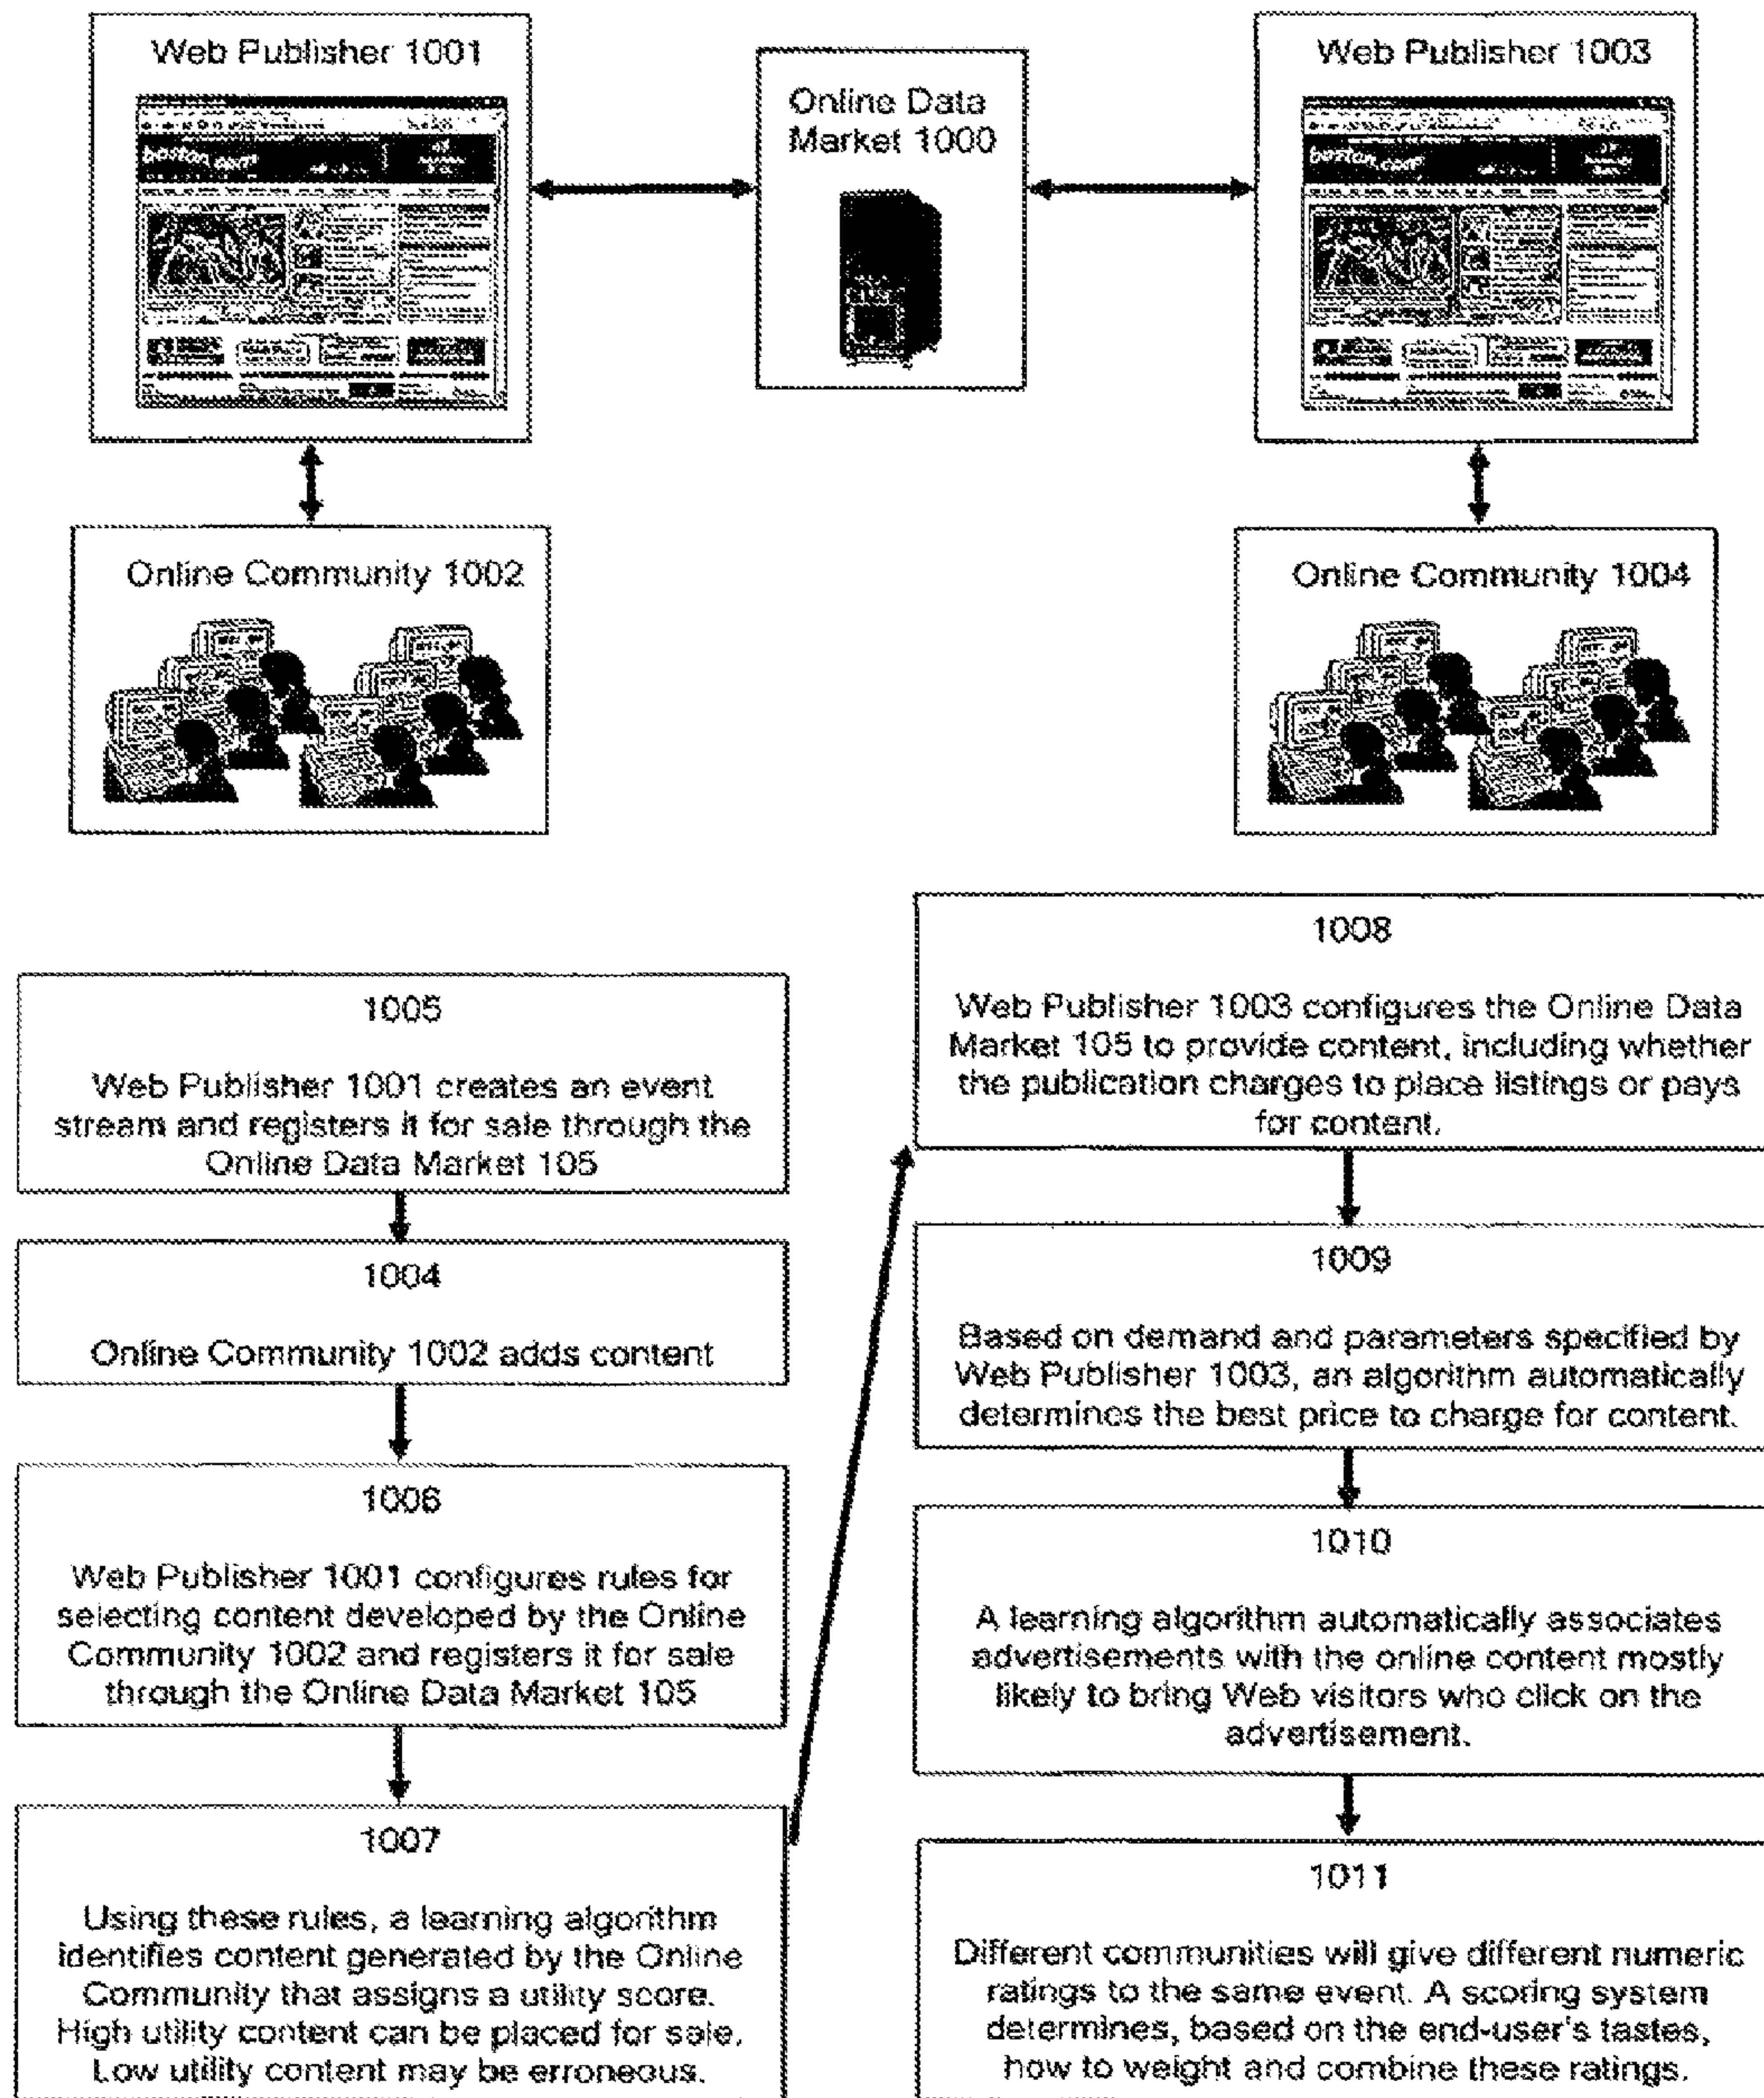 Web Publisher 1001
boston.com
Online Data
Market 1000
Web Publisher 1003
boston.com
Online Community 1002
Online Community 1004
1005
Web Publisher 1001 creates an event
stream and registers it for sale through the
Online Data Market 105
1004
Online Community 1002 adds content
1006
Web Publisher 1001 configures rules for
selecting content developed by the Online
Community 1002 and registers it for sale
through the Online Data Market 105
1007
Using these rules, a learning algorithm
identifies content generated by the Online
Community that assigns a utility score.
High utility content can be placed for sale.
Low utility content may be erroneous.
1008
Web Publisher 1003 configures the Online Data
Market 105 to provide content, including whether
the publication charges to place listings or pays
for content.
1009
Based on demand and parameters specified by
Web Publisher 1003, an algorithm automatically
determines the best price to charge for content.
1010
A learning algorithm automatically associates
advertisements with the online content mostly
likely to bring Web visitors who click on the
advertisement.
1011
Different communities will give different numeric
ratings to the same event. A scoring system
determines, based on the end-user's tastes,
how to weight and combine these ratings.